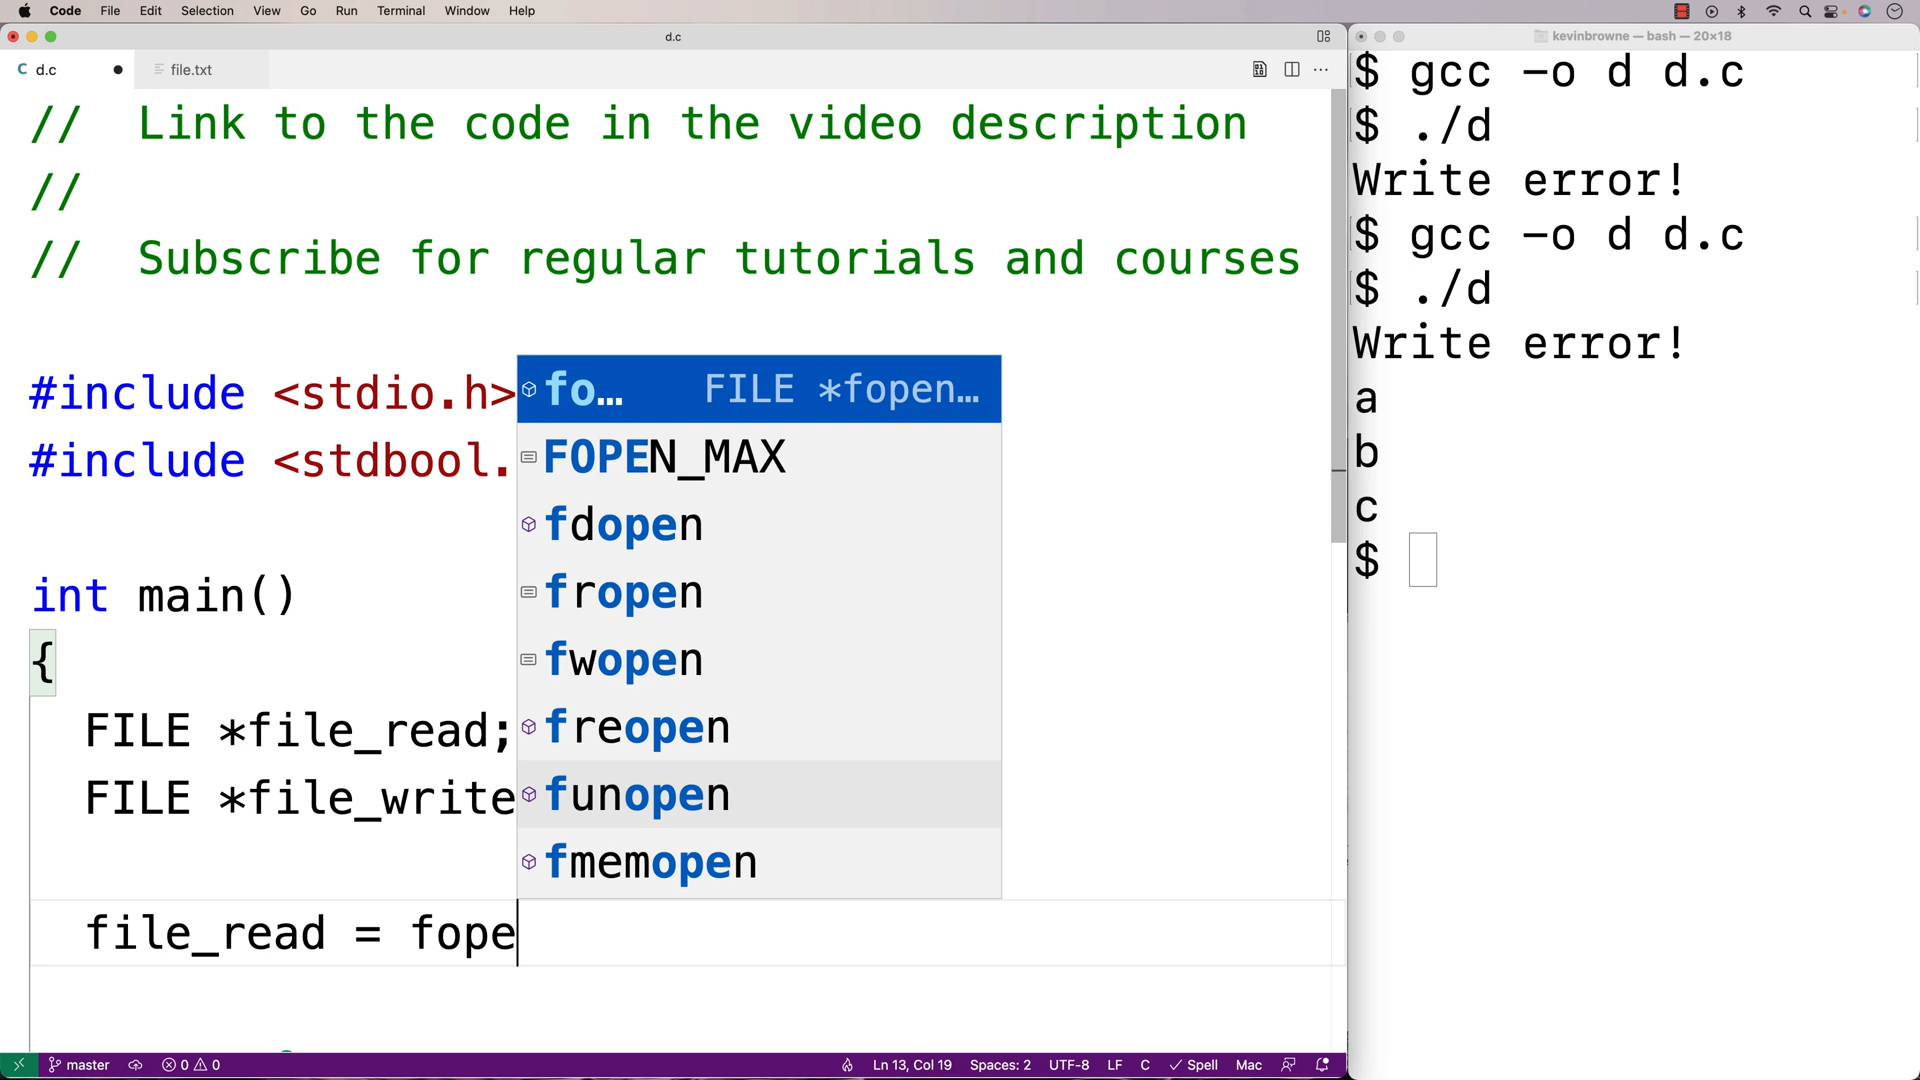 Code File Edit Selection View Go Run Terminal Window Help
d.c
C d.c file.txt
// Link to the code in the video description
//
// Subscribe for regular tutorials and courses
#include <stdio.h>
#include <stdbool.
int main()
{
FILE *file_read;
FILE *file_write
file_read = fope
fo… FILE *fopen…
FOPEN_MAX
fdopen
fropen
fwopen
freopen
funopen
fmemopen
master 0 0 Ln 13, Col 19 Spaces: 2 UTF-8 LF C Spell Mac
kevinbrowne — bash — 20×18
$ gcc -o d d.c
$ ./d
Write error!
$ gcc -o d d.c
$ ./d
Write error!
a
b
c
$